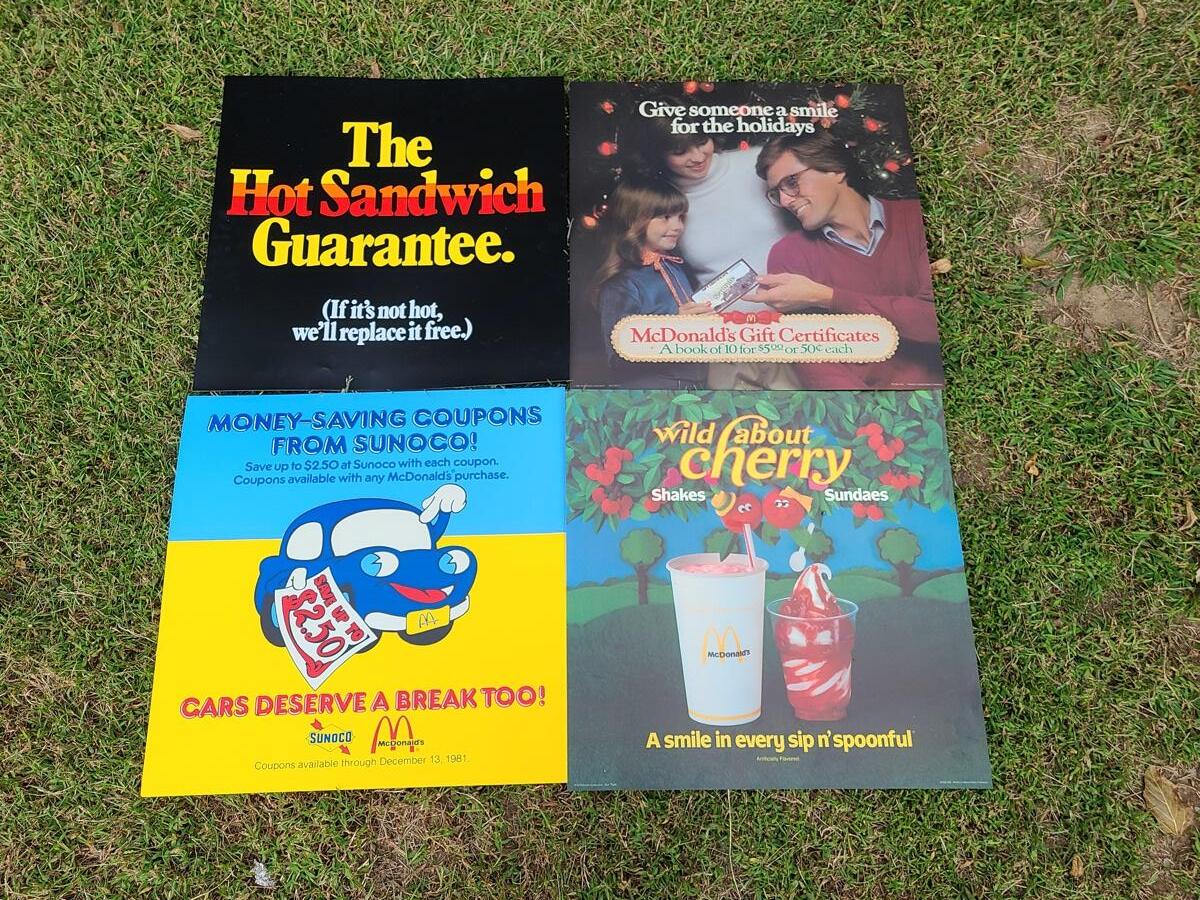 The
Hot Sandwich
Guarantee.
(If it's not hot,
we'll replace it free.)
Give someone a smile
for the holidays
McDonald's Gift Certificates
A book of 10 for $5.00 or 50¢ each
MONEY-SAVING COUPONS
FROM SUNOCO!
Save up to $2.50 at Sunoco with each coupon.
Coupons available with any McDonald's® purchase.
SAVE UP TO
$2.50
CARS DESERVE A BREAK TOO!
SUNOCO
McDonald's
Coupons available through December 13, 1981.
wild about
cherry
Shakes
Sundaes
McDonald's
A smile in every sip n' spoonful
Artificially Flavored